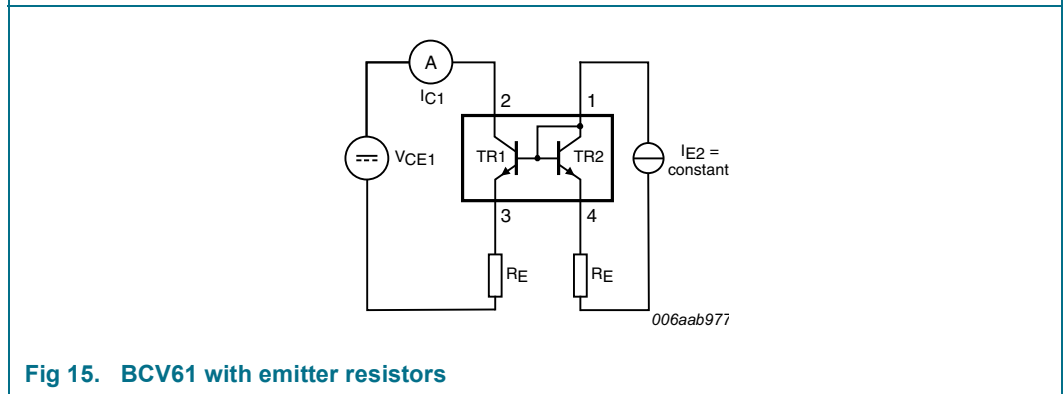 A
IC1
2
1
VCE1
TR1
TR2
IE2 =
constant
3
4
RE
RE
006aab977
Fig 15. BCV61 with emitter resistors